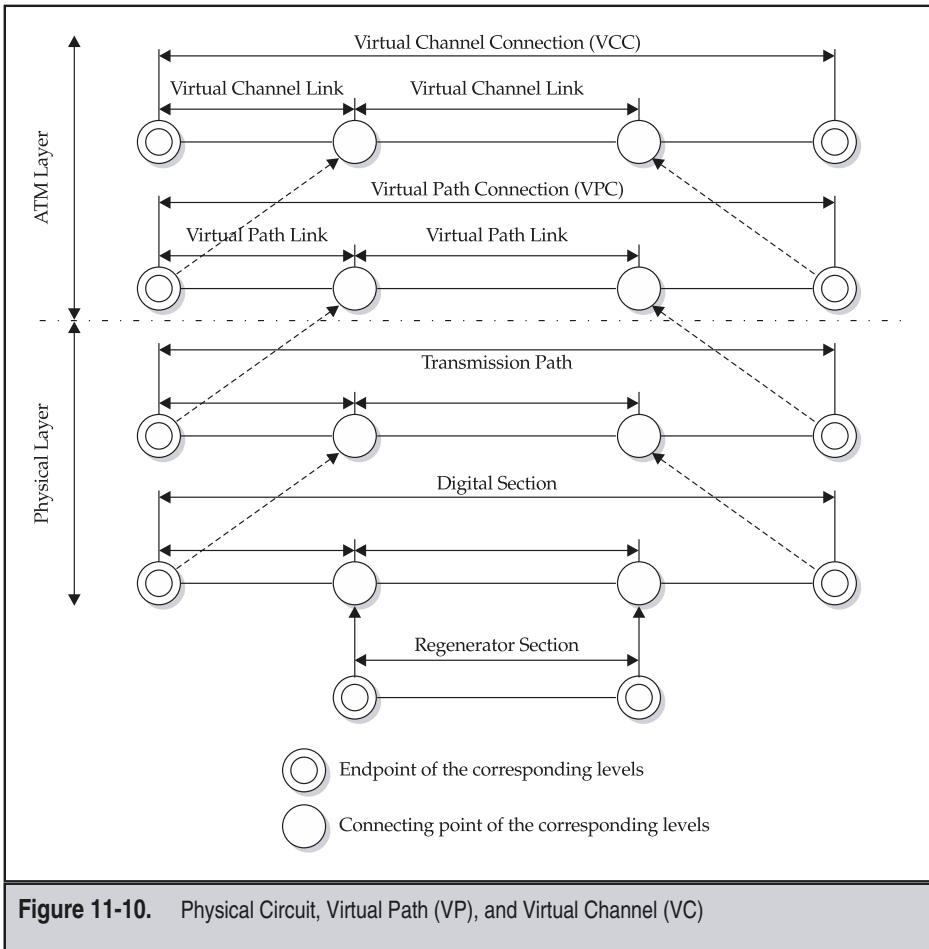 Virtual Channel Connection (VCC)
Virtual Channel Link
Virtual Channel Link
ATM Layer
Virtual Path Connection (VPC)
Virtual Path Link
Virtual Path Link
Transmission Path
Physical Layer
Digital Section
Regenerator Section
Endpoint of the corresponding levels
Connecting point of the corresponding levels
Figure 11-10. Physical Circuit, Virtual Path (VP), and Virtual Channel (VC)